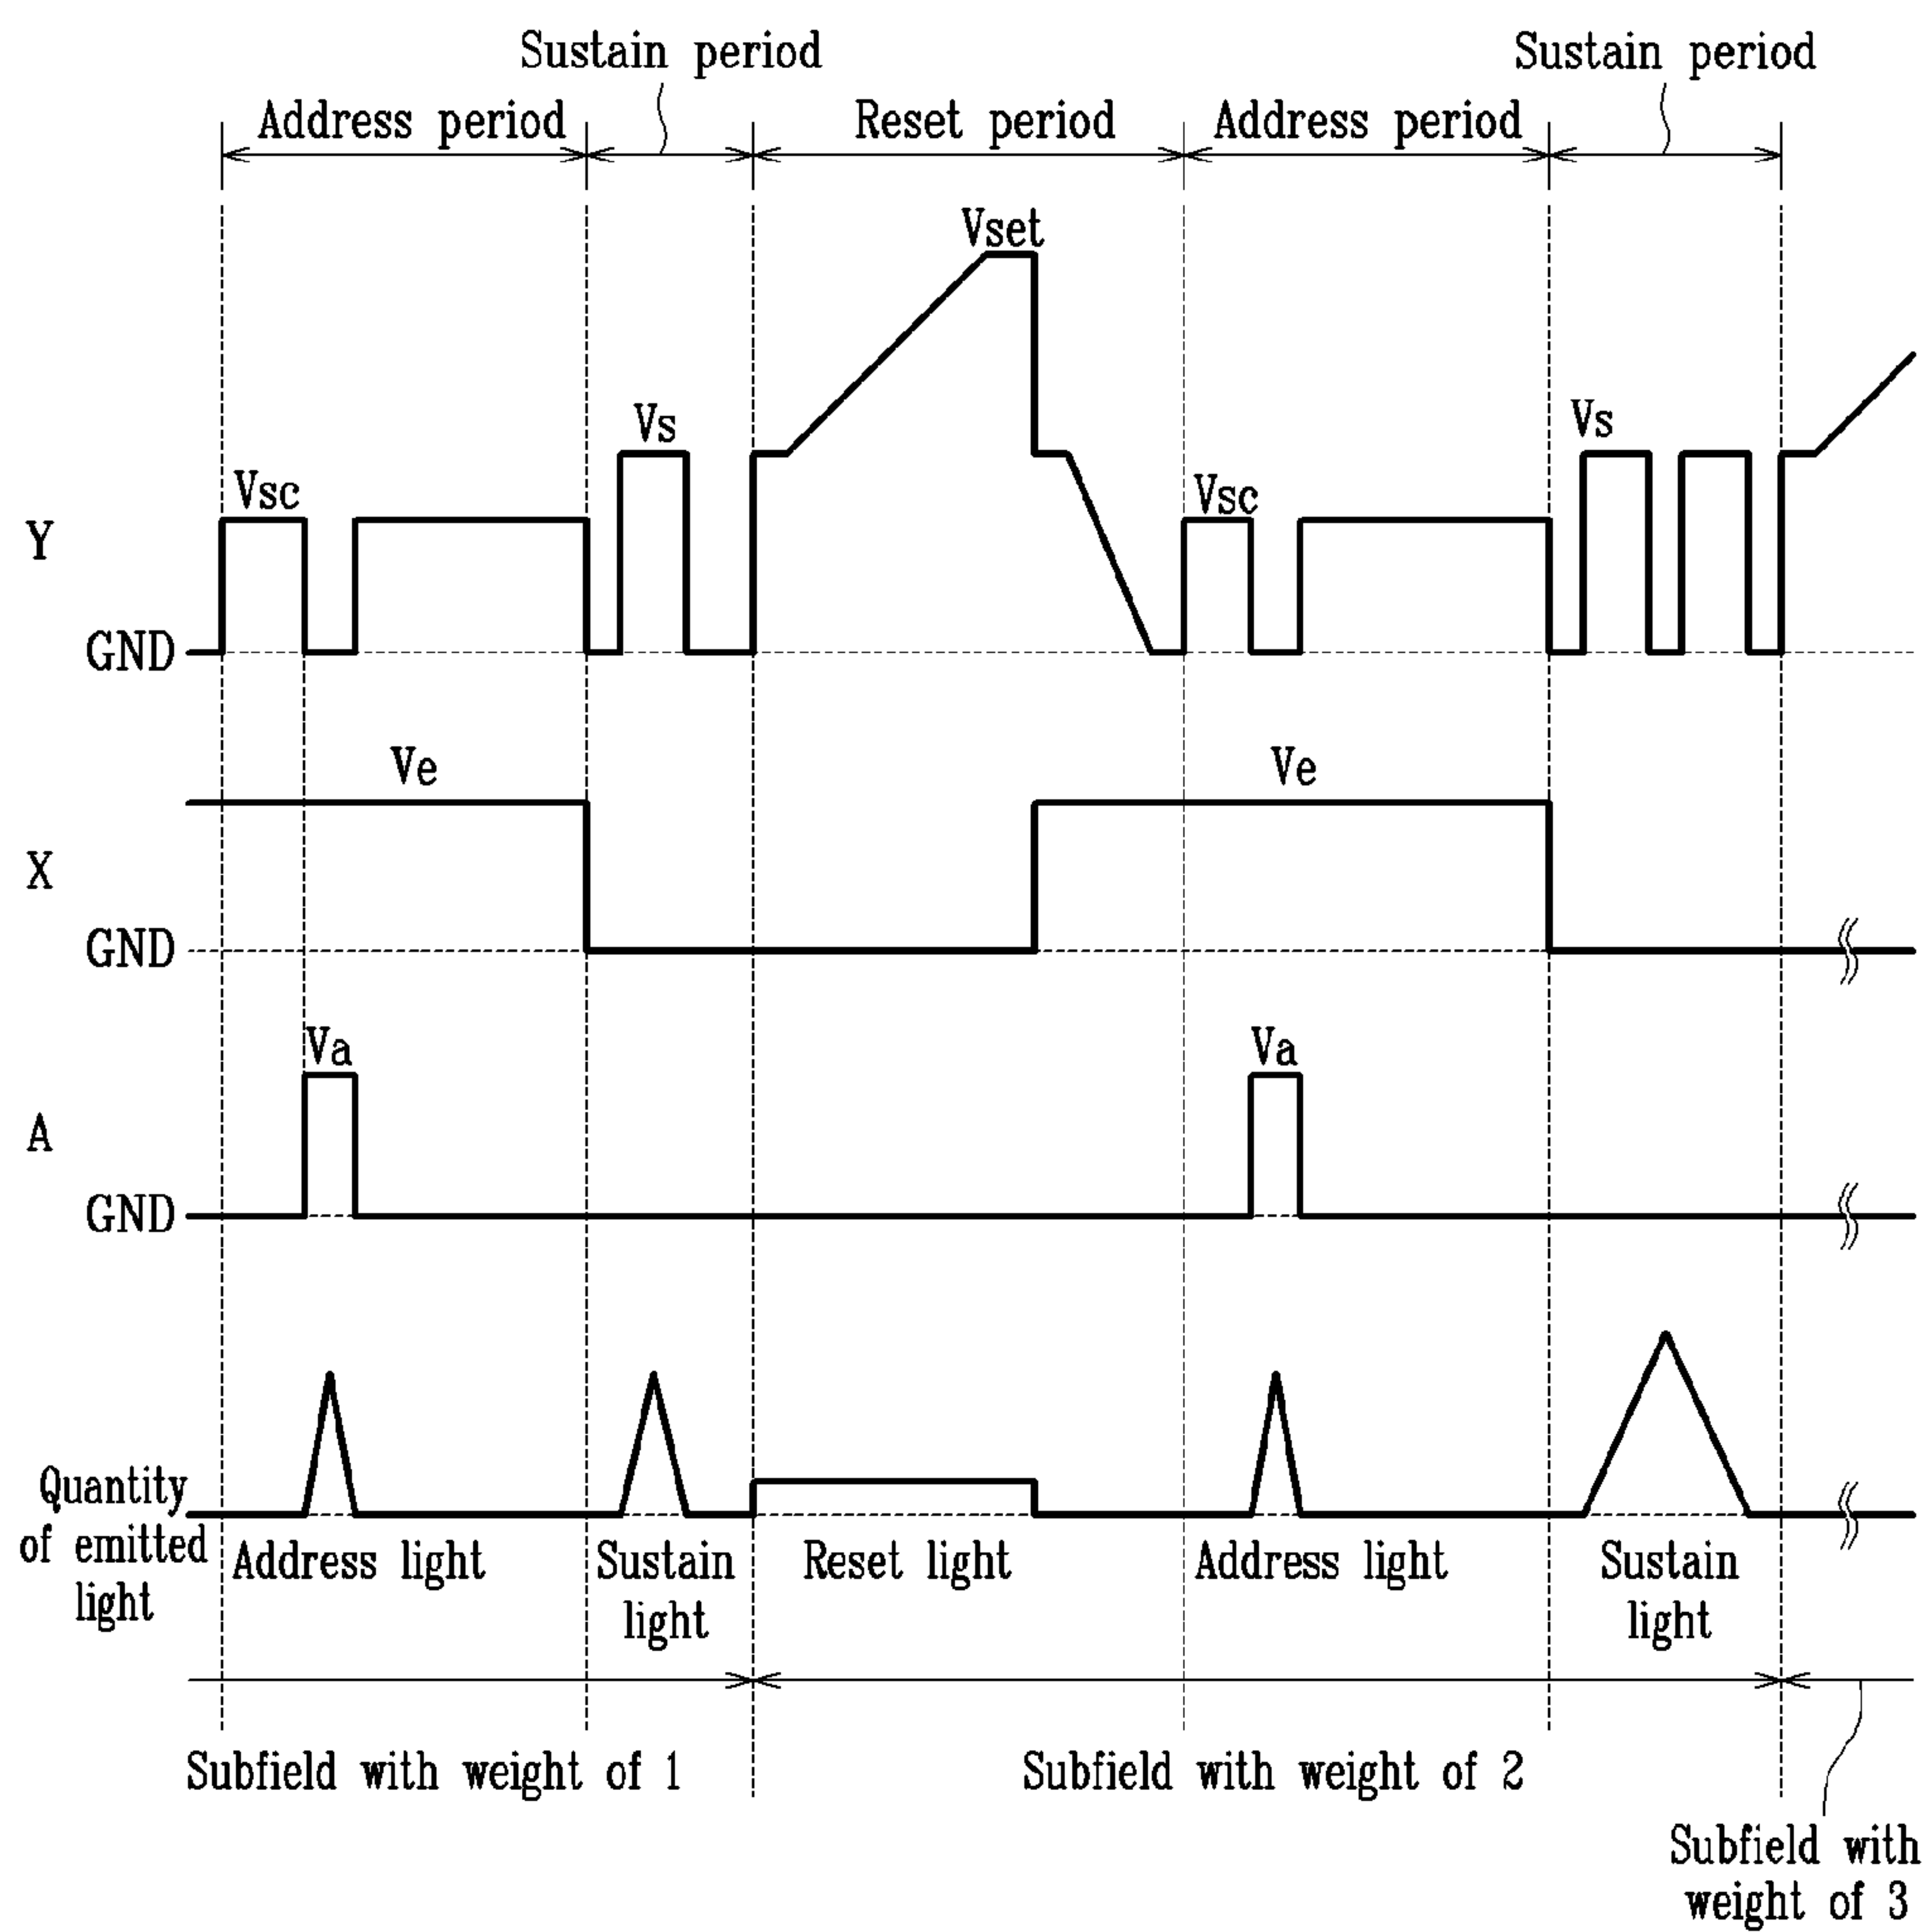 Sustain period
Sustain period
Address period
Reset period
Address period
Vset
Vs
Vs
Vsc
Vsc
Y
GND
Ve
Ve
X
GND
Va
Va
A
GND
Quantity
of emitted
light
Address light
Sustain
light
Reset light
Address light
Sustain
light
Subfield with weight of 1
Subfield with weight of 2
Subfield with
weight of 3